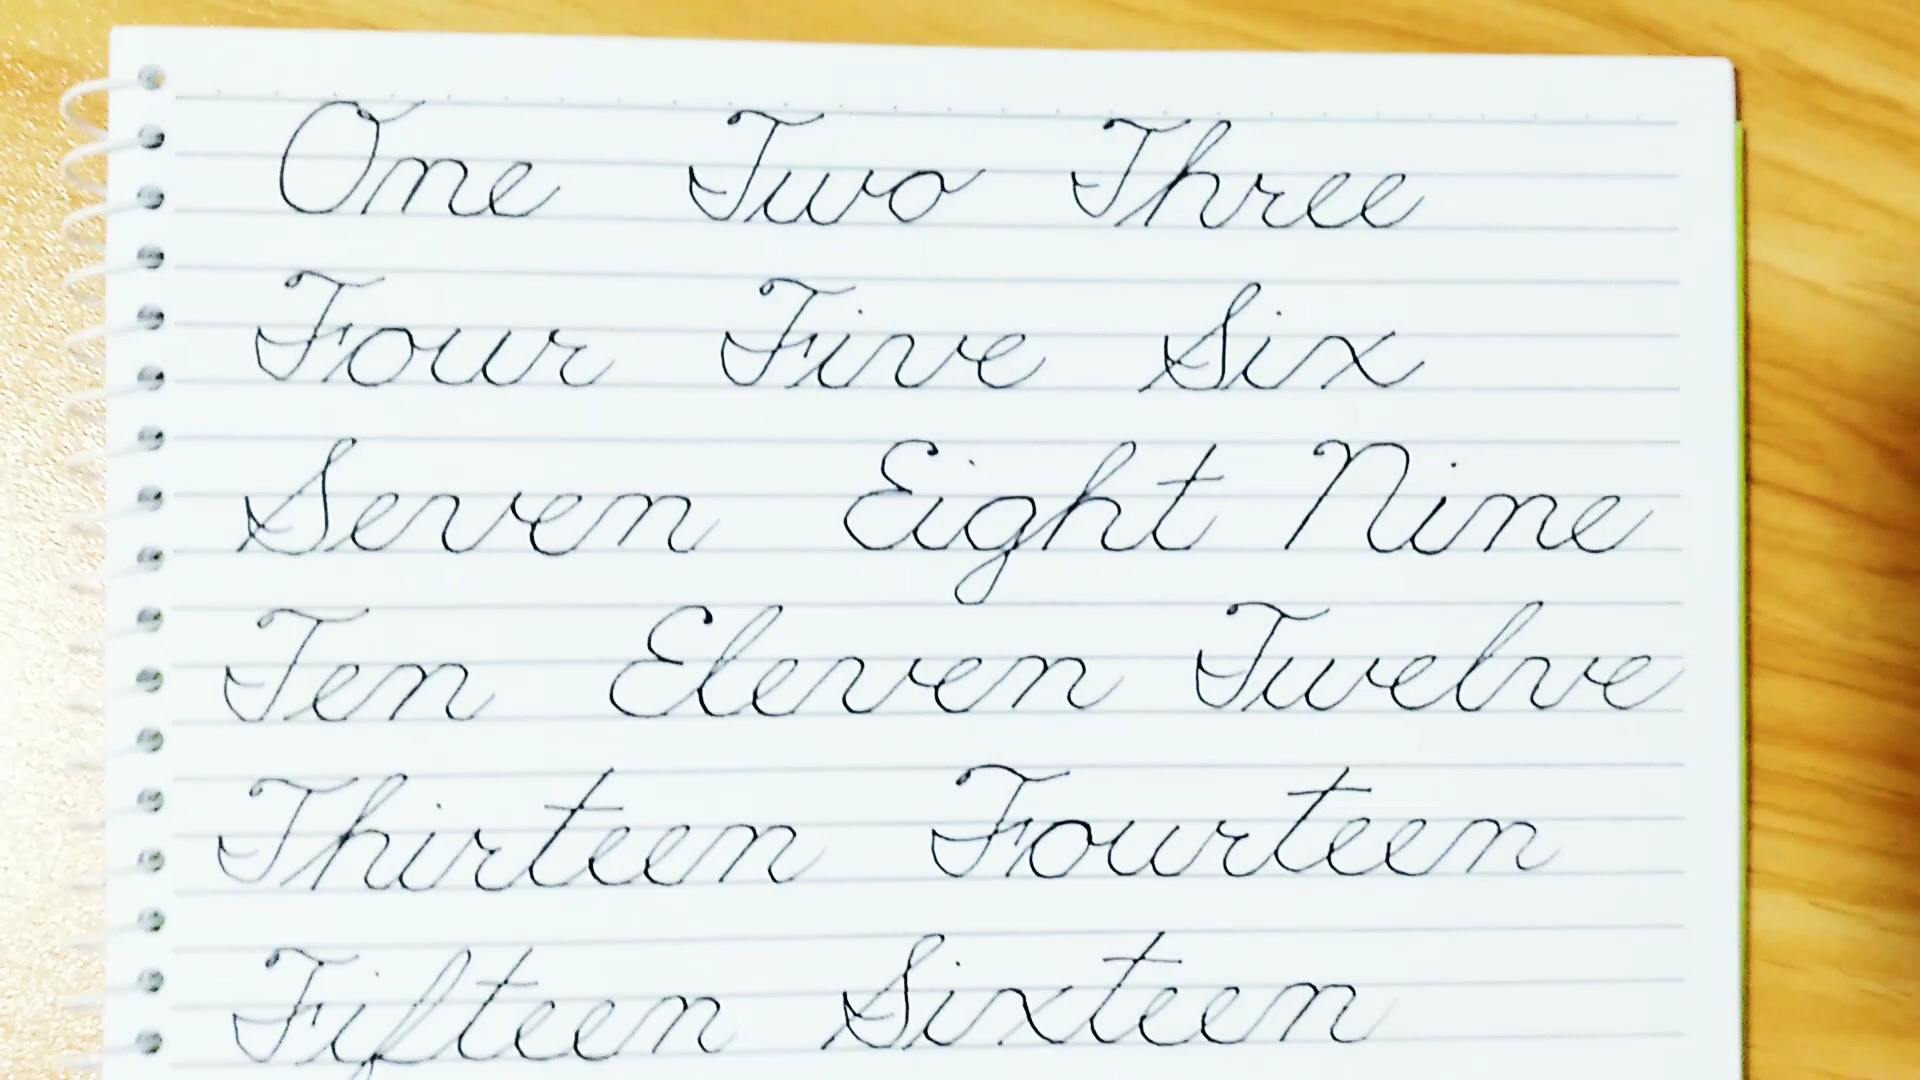 One Two Three
Four Five Six
Seven Eight Nine
Ten Eleven Twelve
Thirteen Fourteen
Fifteen Sixteen